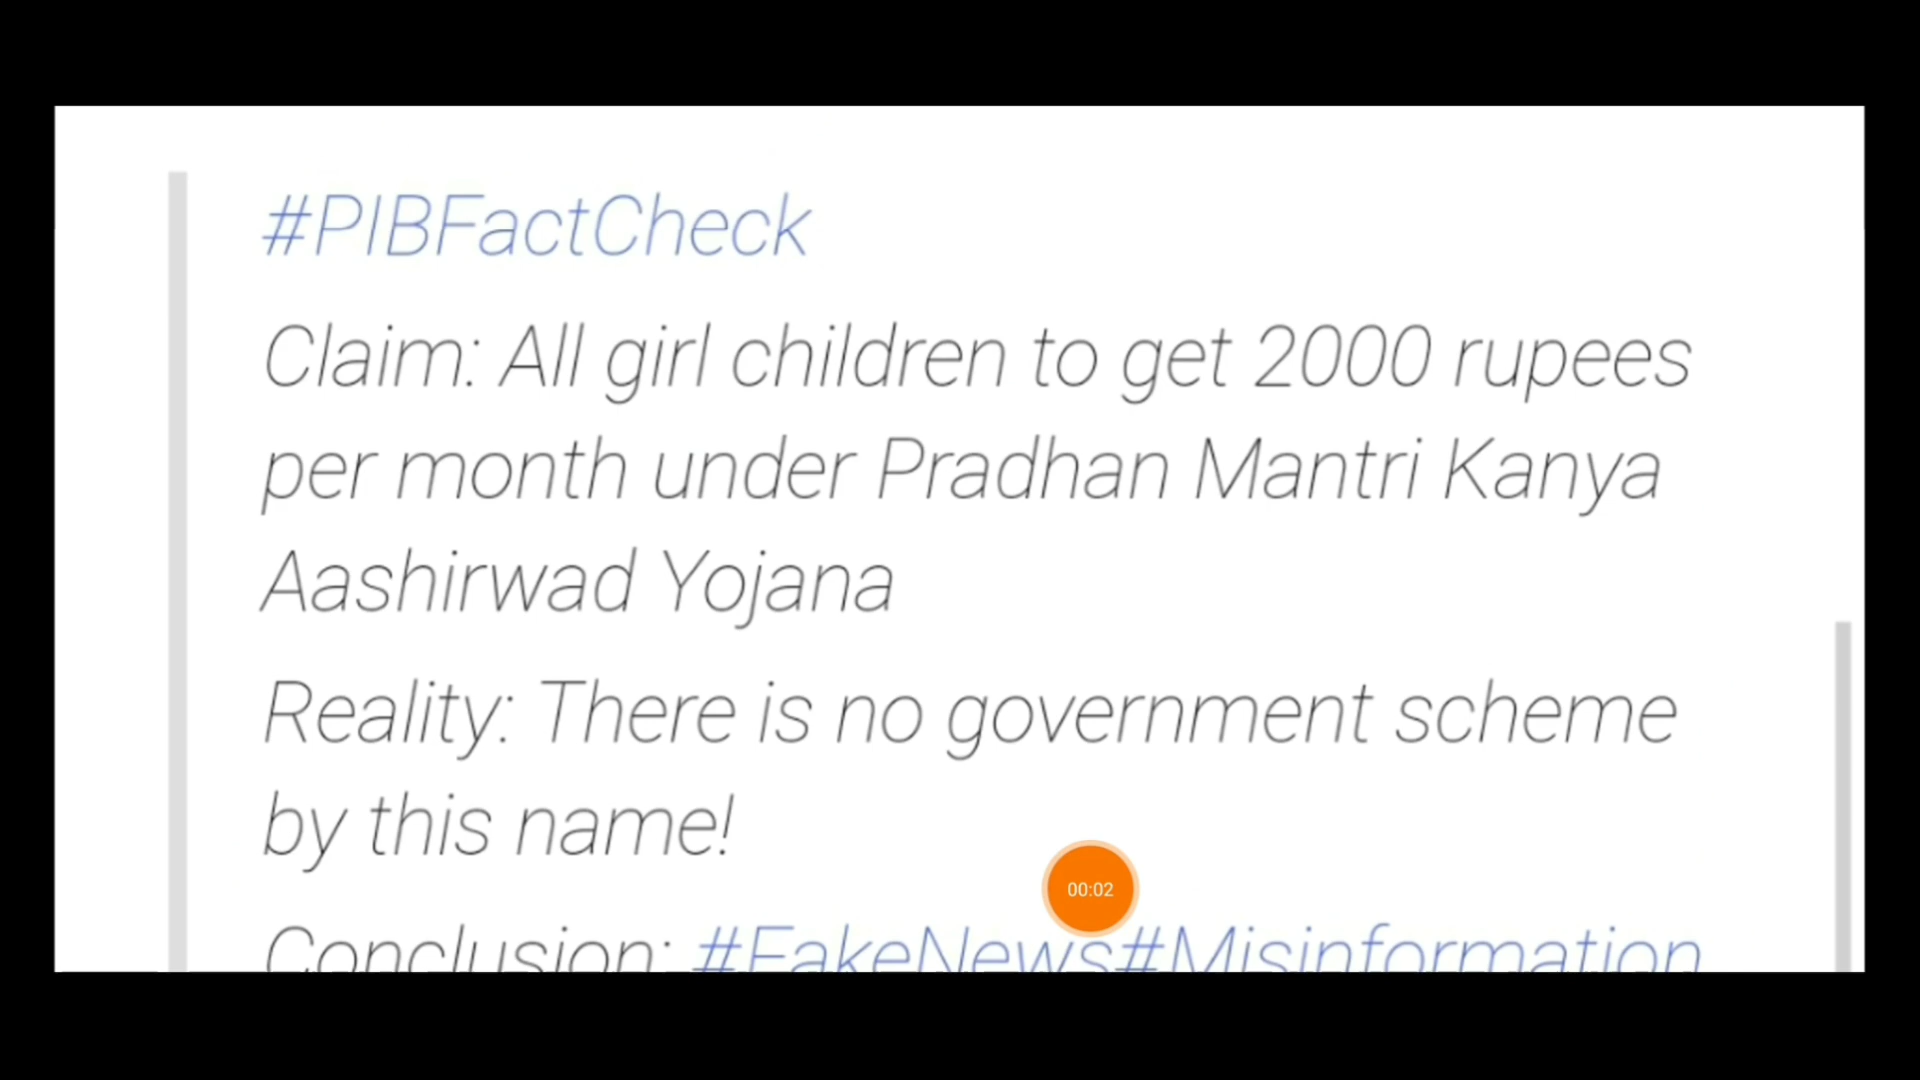 #PIBFactCheck
Claim: All girl children to get 2000 rupees
per month under Pradhan Mantri Kanya
Aashirwad Yojana
Reality: There is no government scheme
by this name!
00:02
Conclusion: #FakeNews#Misinformation